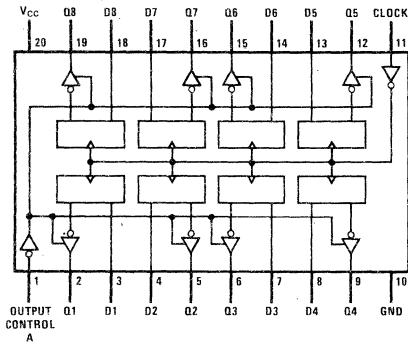 VCC Q8 D8 D7 Q7 Q6 D6 D5 Q5 CLOCK
20 19 18 17 16 15 14 13 12 11
1 2 3 4 5 6 7 8 9 10
OUTPUT Q1 D1 D2 Q2 Q3 D3 D4 Q4 GND
CONTROL
A